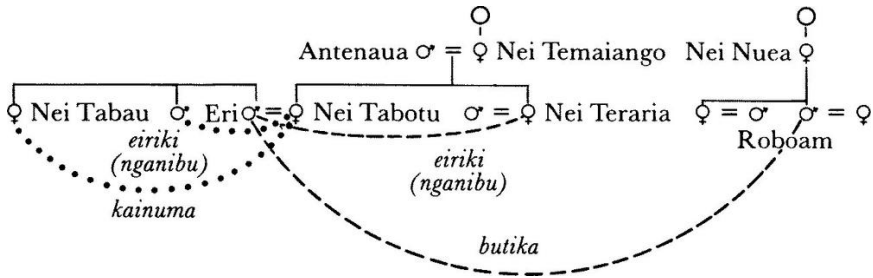 Antenaua ♂ = ♀ Nei Temaiango Nei Nuea ♀
♀ Nei Tabau ♂ Eri ♂ = ♀ Nei Tabotu ♂ = ♀ Nei Teraria ♀ = ♂ ♂ = ♀
Roboam
eiriki
(nganibu)
eiriki
(nganibu)
kainuma
butika